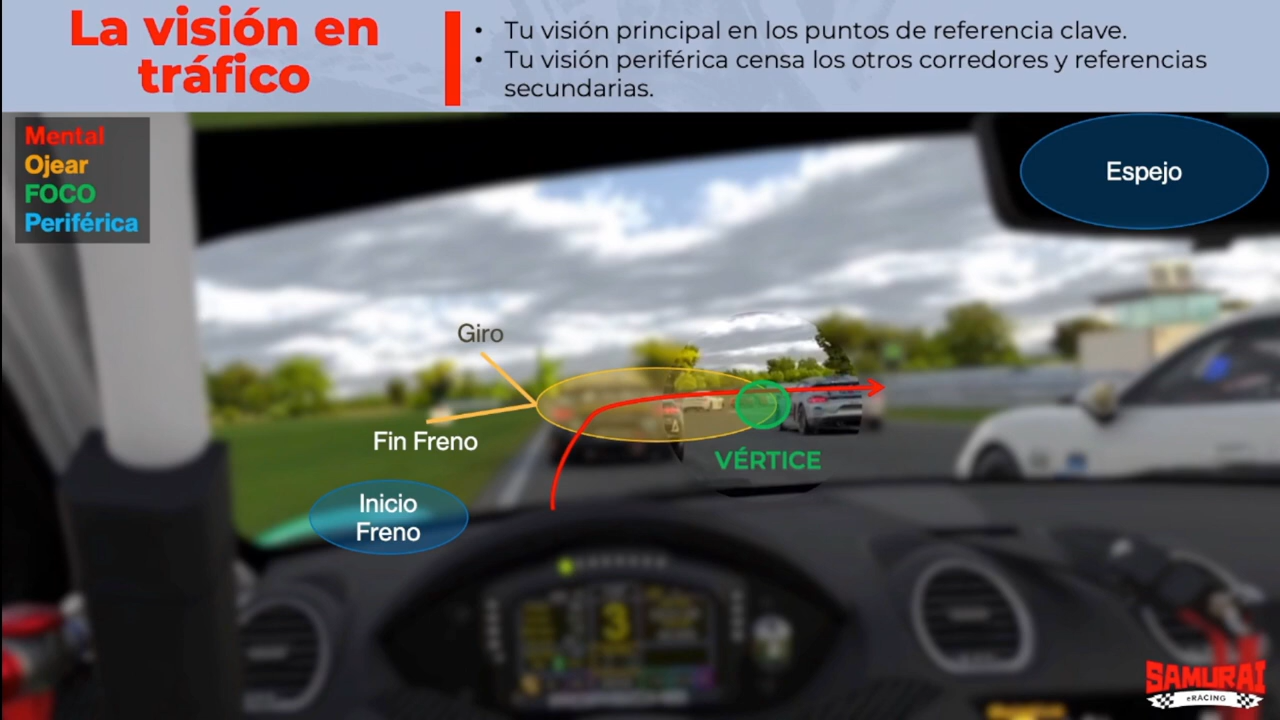 La visión en
tráfico
• Tu visión principal en los puntos de referencia clave.
• Tu visión periférica censa los otros corredores y referencias
secundarias.
Mental
Ojear
FOCO
Periférica
Espejo
Giro
Fin Freno
VÉRTICE
Inicio
Freno
3
SAMURAI
eRACING